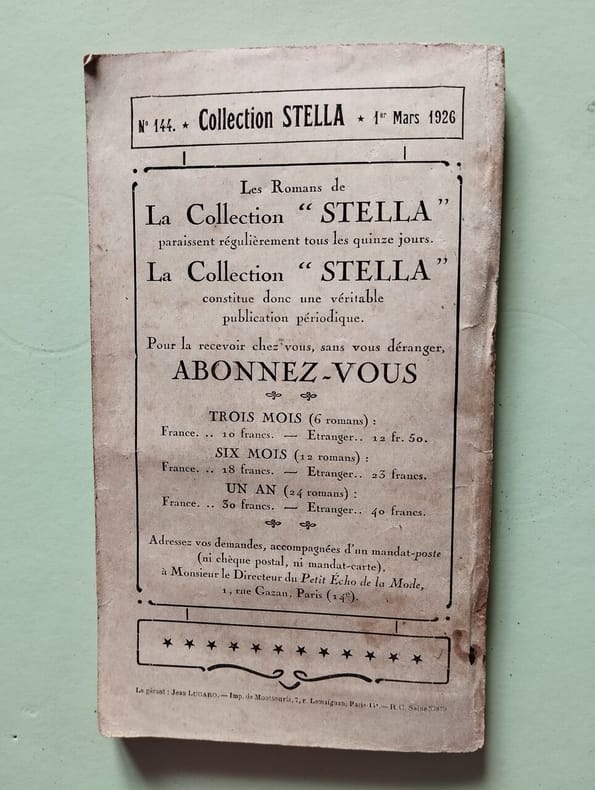 Nº 144. ★ Collection STELLA ★ 1er Mars 1926
Les Romans de
La Collection “ STELLA ”
paraissent régulièrement tous les quinze jours.
La Collection “ STELLA ”
constitue donc une véritable
publication périodique.
Pour la recevoir chez vous, sans vous déranger,
ABONNEZ-VOUS
TROIS MOIS (6 romans) :
France. .. 10 francs. — Etranger.. 12 fr. 50.
SIX MOIS (12 romans) :
France. .. 18 francs. — Etranger.. 23 francs.
UN AN (24 romans) :
France. .. 30 francs. — Etranger.. 40 francs.
Adressez vos demandes, accompagnées d'un mandat-poste
(ni chèque postal, ni mandat-carte),
à Monsieur le Directeur du Petit Écho de la Mode,
1, rue Gazan, Paris (14e).
Le gérant : Jean LUGARO. — Imp. de Montsouris, 7, r. Lemaignan, Paris-14e. — R. C. Seine